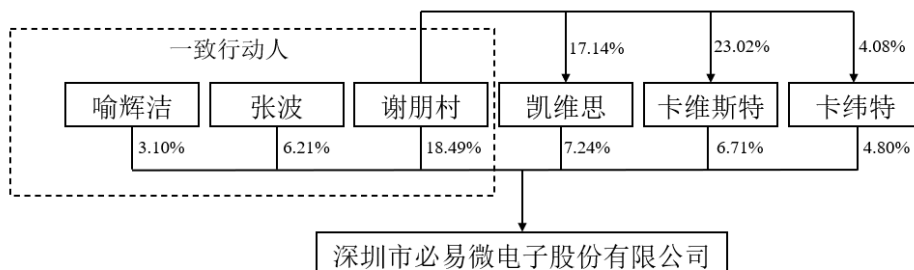 一致行动人
17.14%
23.02%
4.08%
喻辉洁
张波
谢朋村
凯维思
卡维斯特
卡纬特
3.10%
6.21%
18.49%
7.24%
6.71%
4.80%
深圳市必易微电子股份有限公司